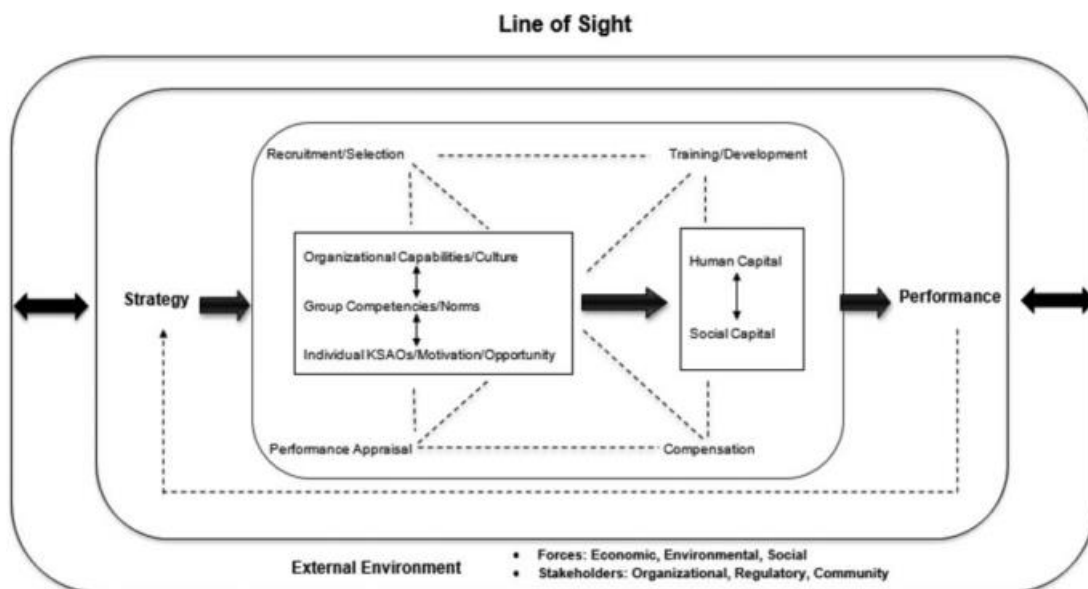 Line of Sight
Recruitment/Selection
Training/Development
Organizational Capabilities/Culture
Group Competencies/Norms
Individual KSAOs/Motivation/Opportunity
Human Capital
Social Capital
Strategy
Performance
Performance Appraisal
Compensation
External Environment
• Forces: Economic, Environmental, Social
• Stakeholders: Organizational, Regulatory, Community